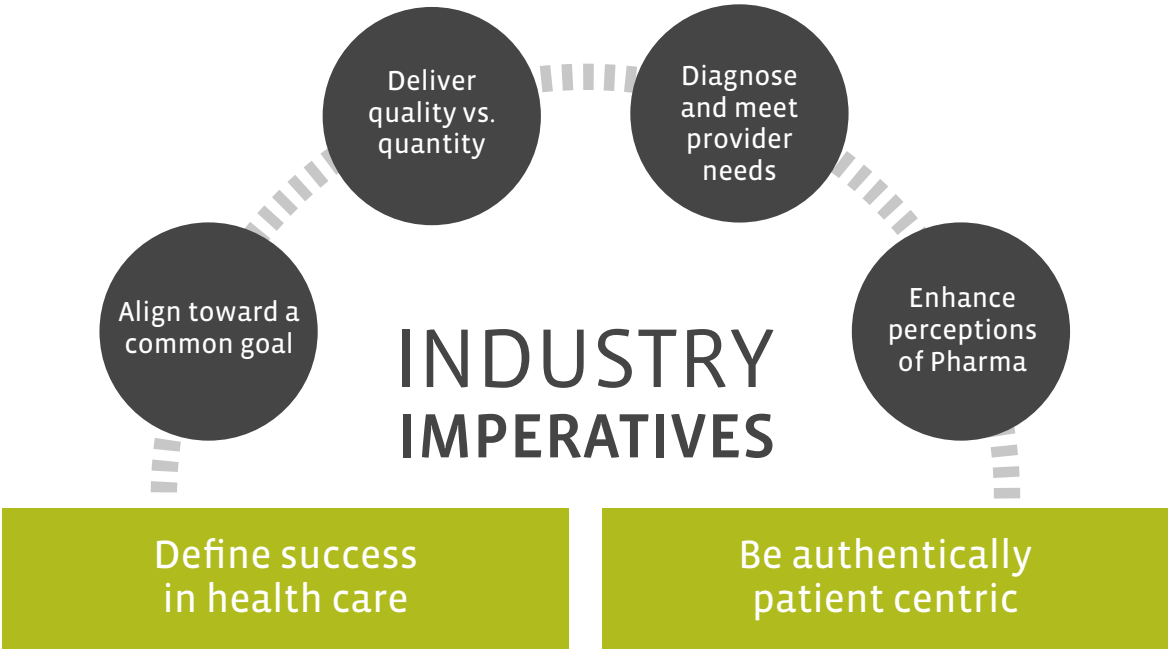 Deliver
quality vs.
quantity
Diagnose
and meet
provider
needs
Align toward a
common goal
Enhance
perceptions
of Pharma
INDUSTRY
IMPERATIVES
Define success
in health care
Be authentically
patient centric